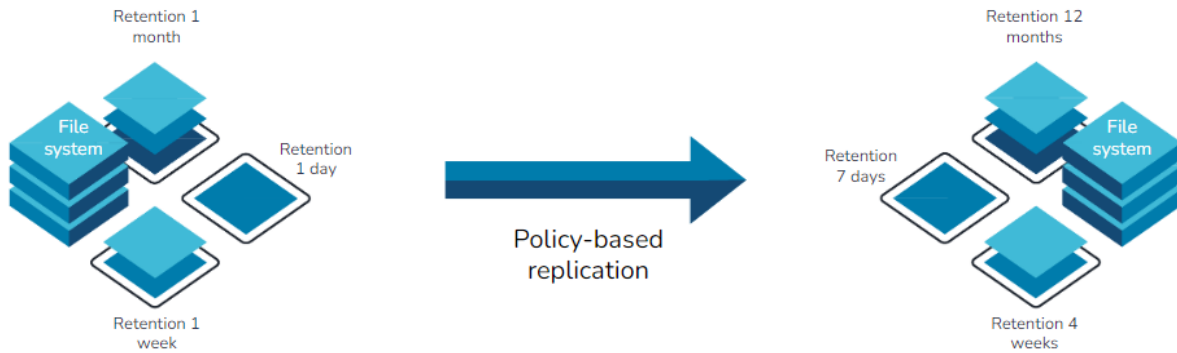 Retention 1
month
File
system
Retention
1 day
Retention 1
week
Policy-based
replication
Retention 12
months
File
system
Retention
7 days
Retention 4
weeks